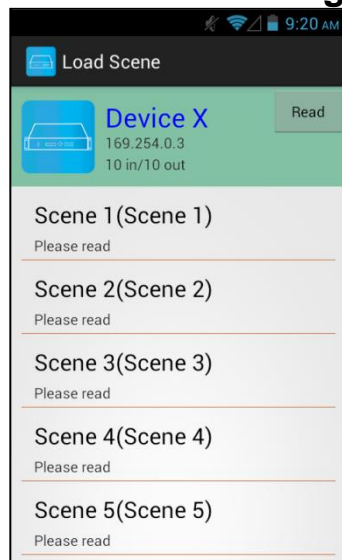 9:20 AM
Load Scene
Device X
Read
169.254.0.3
10 in/10 out
Scene 1(Scene 1)
Please read
Scene 2(Scene 2)
Please read
Scene 3(Scene 3)
Please read
Scene 4(Scene 4)
Please read
Scene 5(Scene 5)
Please read